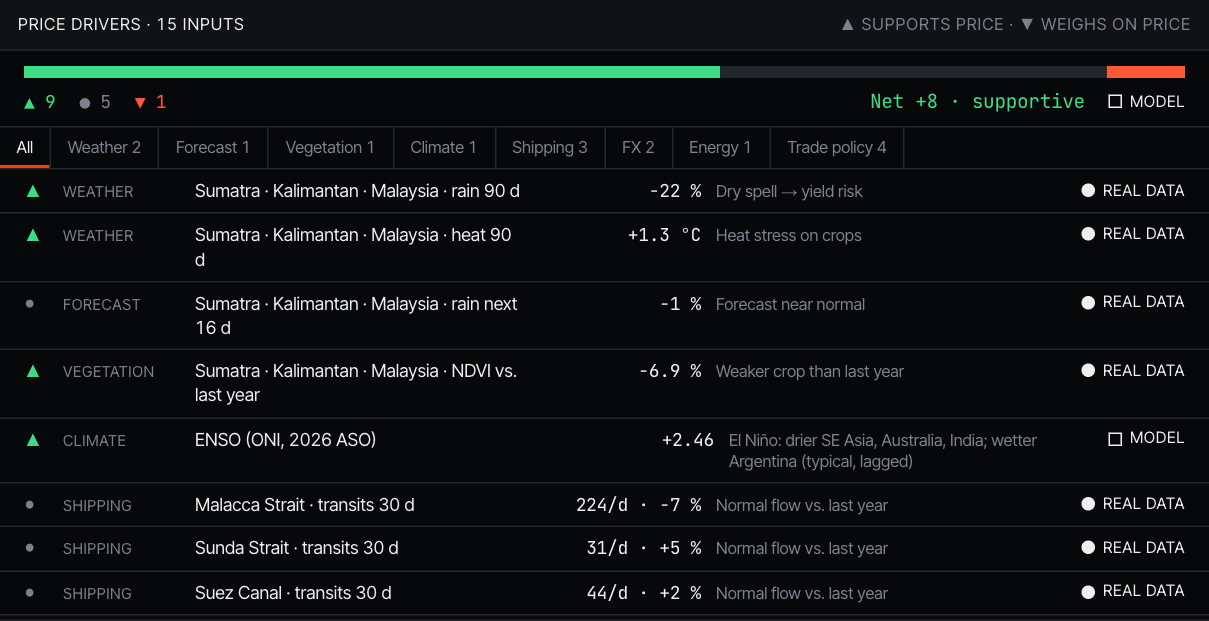 PRICE DRIVERS · 15 INPUTS
▲ SUPPORTS PRICE · ▼ WEIGHS ON PRICE
▲ 9 ● 5 ▼ 1
Net +8 · supportive □ MODEL
All Weather 2 Forecast 1 Vegetation 1 Climate 1 Shipping 3 FX 2 Energy 1 Trade policy 4
▲ WEATHER Sumatra · Kalimantan · Malaysia · rain 90 d -22 % Dry spell → yield risk ● REAL DATA
▲ WEATHER Sumatra · Kalimantan · Malaysia · heat 90 +1.3 °C Heat stress on crops ● REAL DATA
d
● FORECAST Sumatra · Kalimantan · Malaysia · rain next -1 % Forecast near normal ● REAL DATA
16 d
▲ VEGETATION Sumatra · Kalimantan · Malaysia · NDVI vs. -6.9 % Weaker crop than last year ● REAL DATA
last year
▲ CLIMATE ENSO (ONI, 2026 ASO) +2.46 El Niño: drier SE Asia, Australia, India; wetter □ MODEL
Argentina (typical, lagged)
● SHIPPING Malacca Strait · transits 30 d 224/d · -7 % Normal flow vs. last year ● REAL DATA
● SHIPPING Sunda Strait · transits 30 d 31/d · +5 % Normal flow vs. last year ● REAL DATA
● SHIPPING Suez Canal · transits 30 d 44/d · +2 % Normal flow vs. last year ● REAL DATA